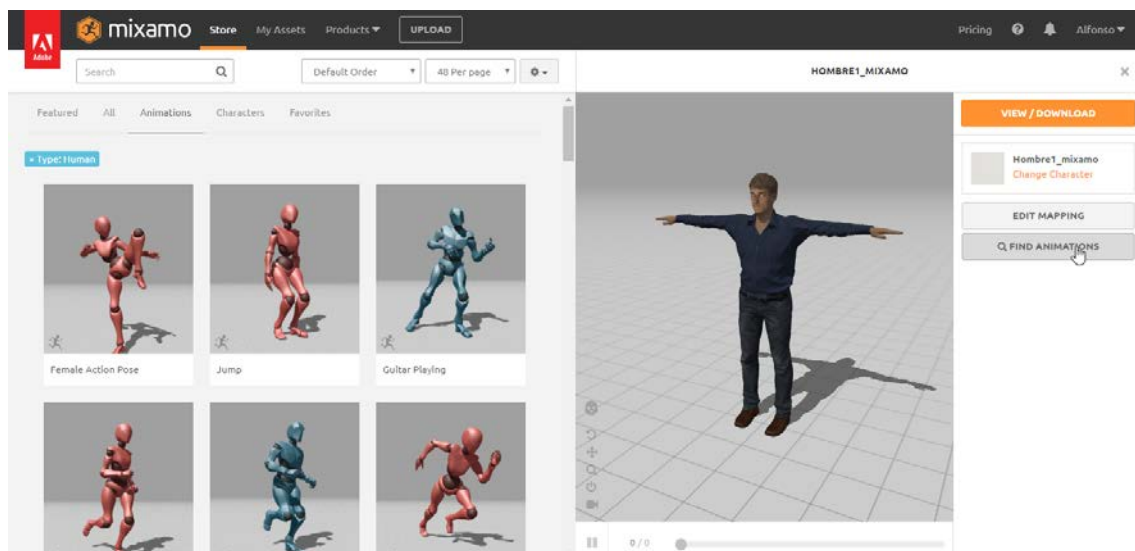 Adobe
mixamo
Store My Assets Products UPLOAD Pricing Alfonso
Search Default Order 48 Per page
HOMBRE1_MIXAMO
Featured All Animations Characters Favorites
× Type: Human
Female Action Pose Jump Guitar Playing
VIEW / DOWNLOAD
Hombre1_mixamo
Change Character
EDIT MAPPING
FIND ANIMATIONS
0 / 0